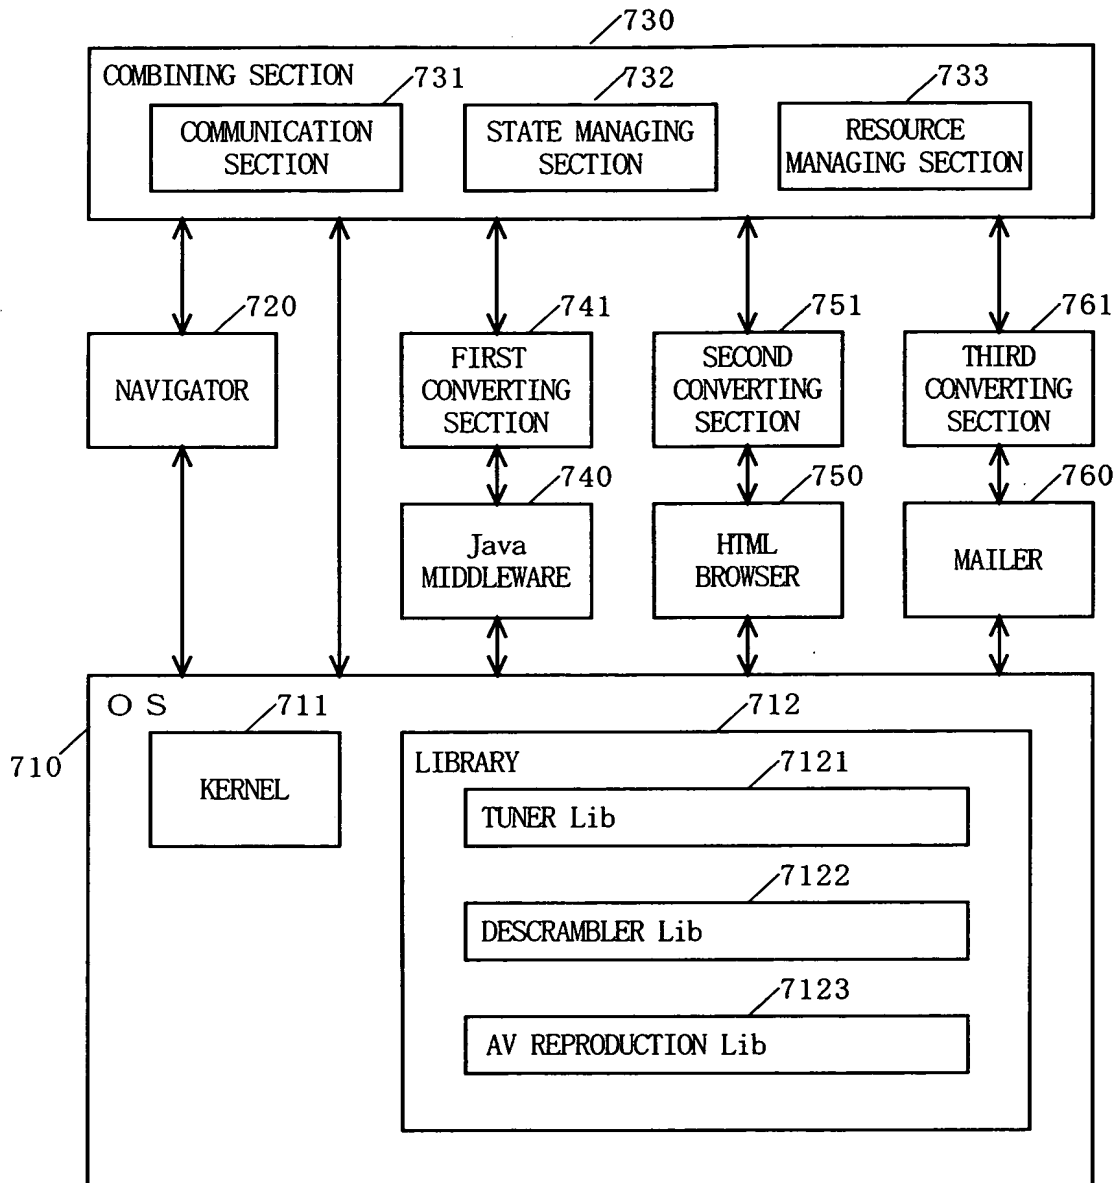 730
COMBINING SECTION
731
732
733
COMMUNICATION
SECTION
STATE MANAGING
SECTION
RESOURCE
MANAGING SECTION
720
741
751
761
NAVIGATOR
FIRST
CONVERTING
SECTION
SECOND
CONVERTING
SECTION
THIRD
CONVERTING
SECTION
740
750
760
Java
MIDDLEWARE
HTML
BROWSER
MAILER
OS
711
712
710
KERNEL
LIBRARY
7121
TUNER Lib
7122
DESCRAMBLER Lib
7123
AV REPRODUCTION Lib